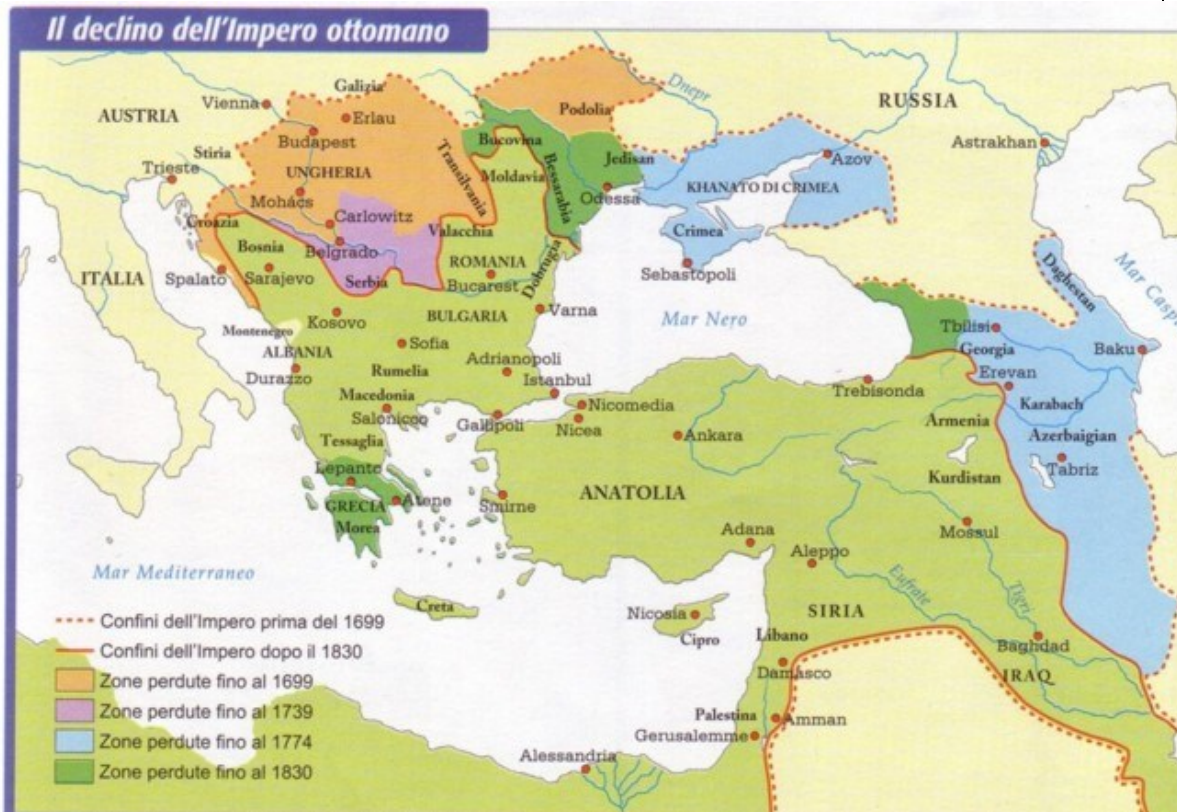 Il declino dell'Impero ottomano
Galizia
Dnepr
Vienna
Erlau
Podolia
RUSSIA
AUSTRIA
Budapest
Bucovina
Astrakhan
Stiria
Transilvania
Bessarabia
Jedisan
Azov
Trieste
UNGHERIA
Moldavia
KHANATO DI CRIMEA
Mohács
Odessa
Croazia
Carlowitz
Valacchia
Crimea
Bosnia
Belgrado
ROMANIA
Dobrugia
Mar Caspi
ITALIA
Spalato
Sarajevo
Serbia
Bucarest
Sebastopoli
Daghestan
Kosovo
BULGARIA
Varna
Mar Nero
Tbilisi
Montenegro
Sofia
Georgia
Baku
ALBANIA
Adrianopoli
Erevan
Durazzo
Rumelia
Istanbul
Trebisonda
Karabach
Macedonia
Nicomedia
Salonicoo
Gallipoli
Nicea
Ankara
Armenia
Azerbaigian
Tessaglia
Tabriz
Lepanto
Kurdistan
GRECIA
Atene
Smirne
ANATOLIA
Morea
Mossul
Adana
Aleppo
Mar Mediterraneo
Eufrate
Tigri
Creta
Nicosia
SIRIA
Cipro
Libano
Baghdad
Damasco
IRAQ
Palestina
Amman
Gerusalemme
Alessandria
Confini dell'Impero prima del 1699
Confini dell'Impero dopo il 1830
Zone perdute fino al 1699
Zone perdute fino al 1739
Zone perdute fino al 1774
Zone perdute fino al 1830